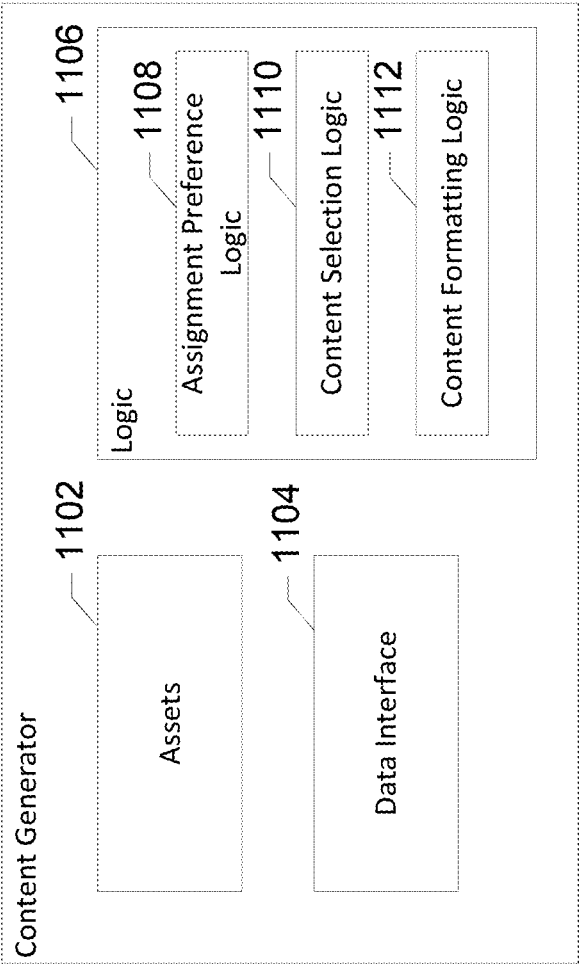 Content Generator
Assets
1102
Data Interface
1104
Logic
1106
Assignment Preference
Logic
1108
Content Selection Logic
1110
Content Formatting Logic
1112